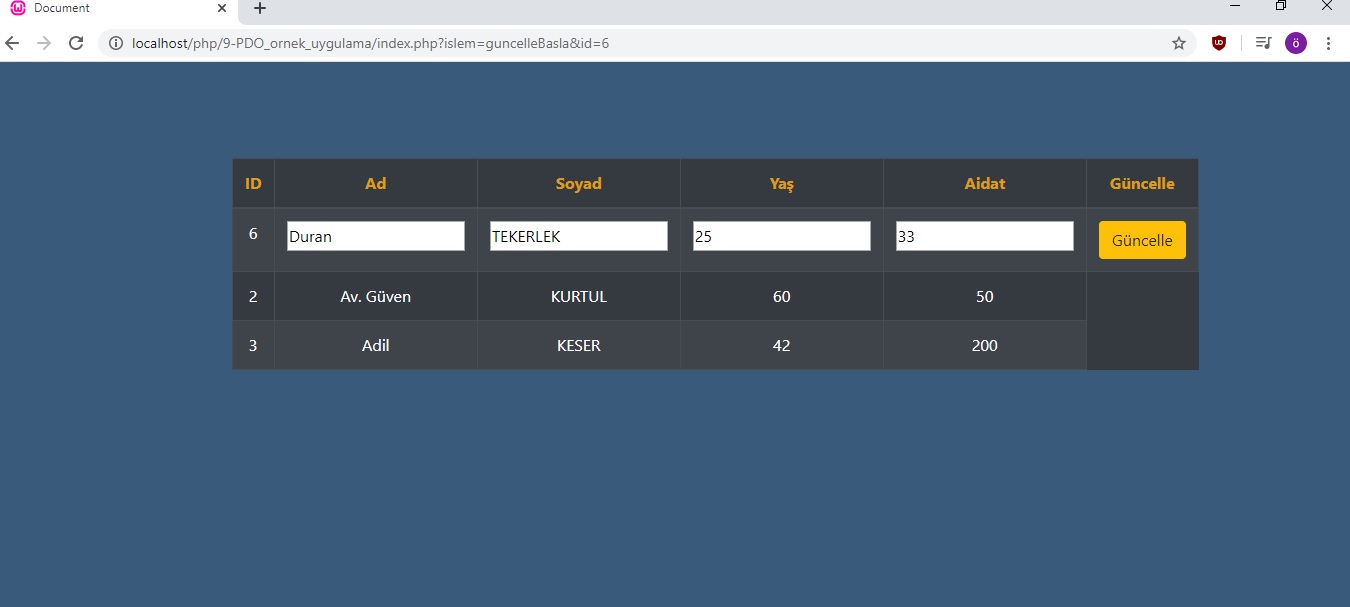 Document
localhost/php/9-PDO_ornek_uygulama/index.php?islem=guncelleBasla&id=6
ö
ID Ad Soyad Yaş Aidat Güncelle
6 Duran TEKERLEK 25 33 Güncelle
2 Av. Güven KURTUL 60 50
3 Adil KESER 42 200